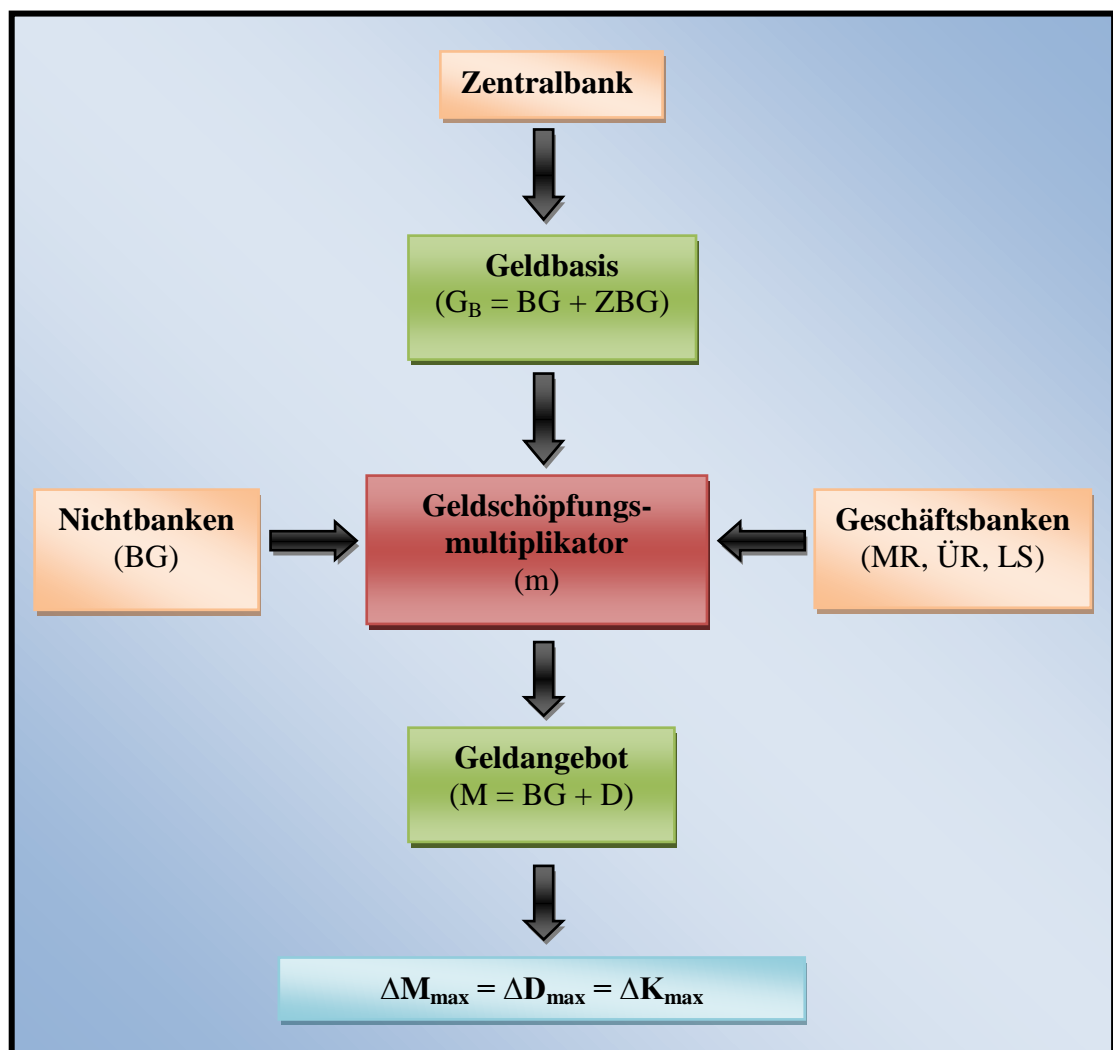 Zentralbank
Geldbasis
(G_B = BG + ZBG)
Nichtbanken
(BG)
Geldschöpfungs-
multiplikator
(m)
Geschäftsbanken
(MR, ÜR, LS)
Geldangebot
(M = BG + D)
ΔM_max = ΔD_max = ΔK_max